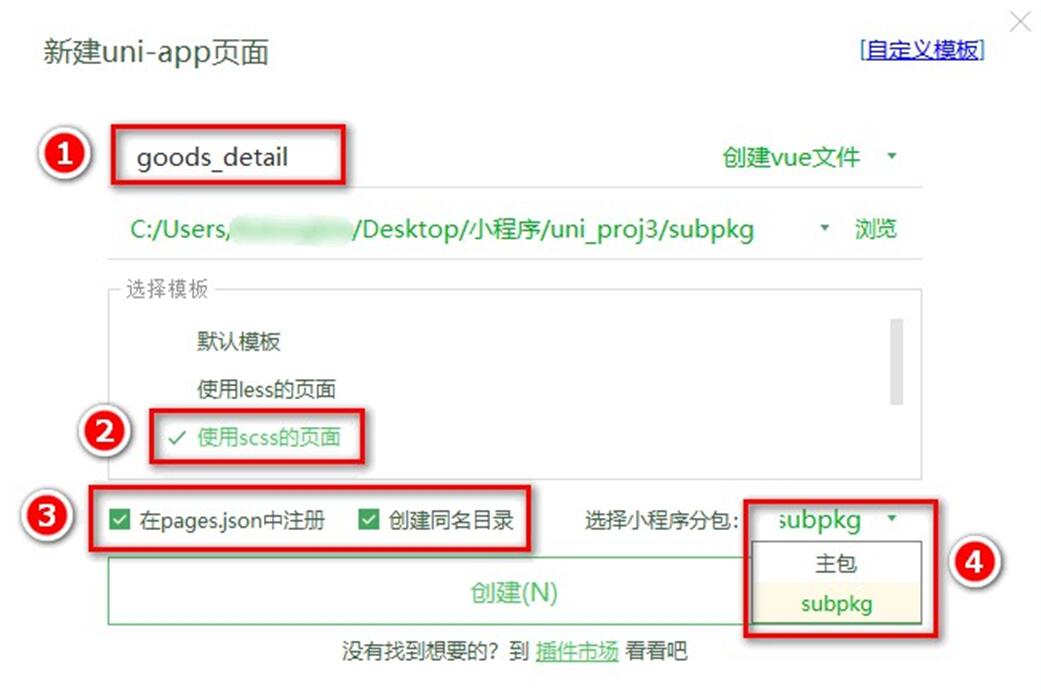 新建uni-app页面 [自定义模板]
1 goods_detail 创建vue文件
C:/Users/ /Desktop/小程序/uni_proj3/subpkg 浏览
选择模板
默认模板
使用less的页面
2 使用scss的页面
3 在pages.json中注册 创建同名目录 选择小程序分包: subpkg
主包 4
subpkg
创建(N)
没有找到想要的? 到 插件市场 看看吧